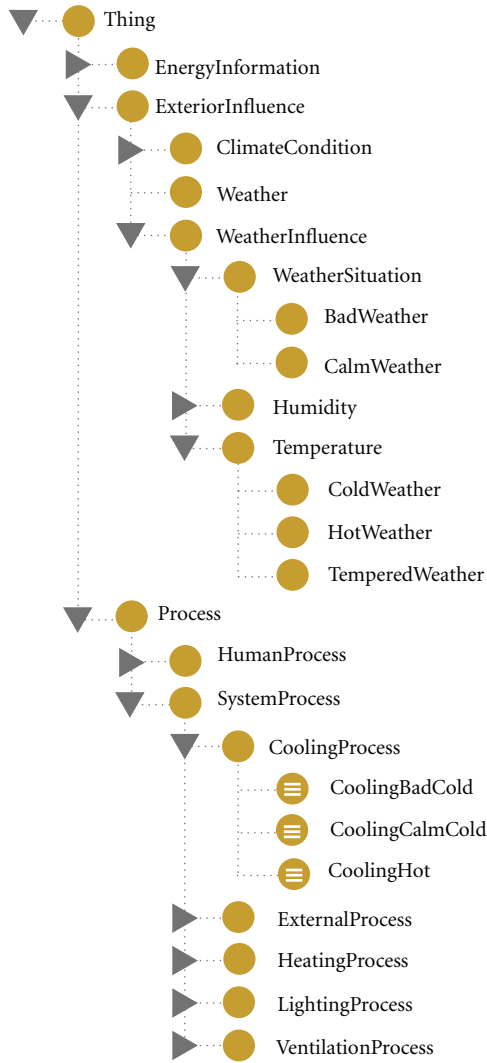 Thing
EnergyInformation
ExteriorInfluence
ClimateCondition
Weather
WeatherInfluence
WeatherSituation
BadWeather
CalmWeather
Humidity
Temperature
ColdWeather
HotWeather
TemperedWeather
Process
HumanProcess
SystemProcess
CoolingProcess
CoolingBadCold
CoolingCalmCold
CoolingHot
ExternalProcess
HeatingProcess
LightingProcess
VentilationProcess